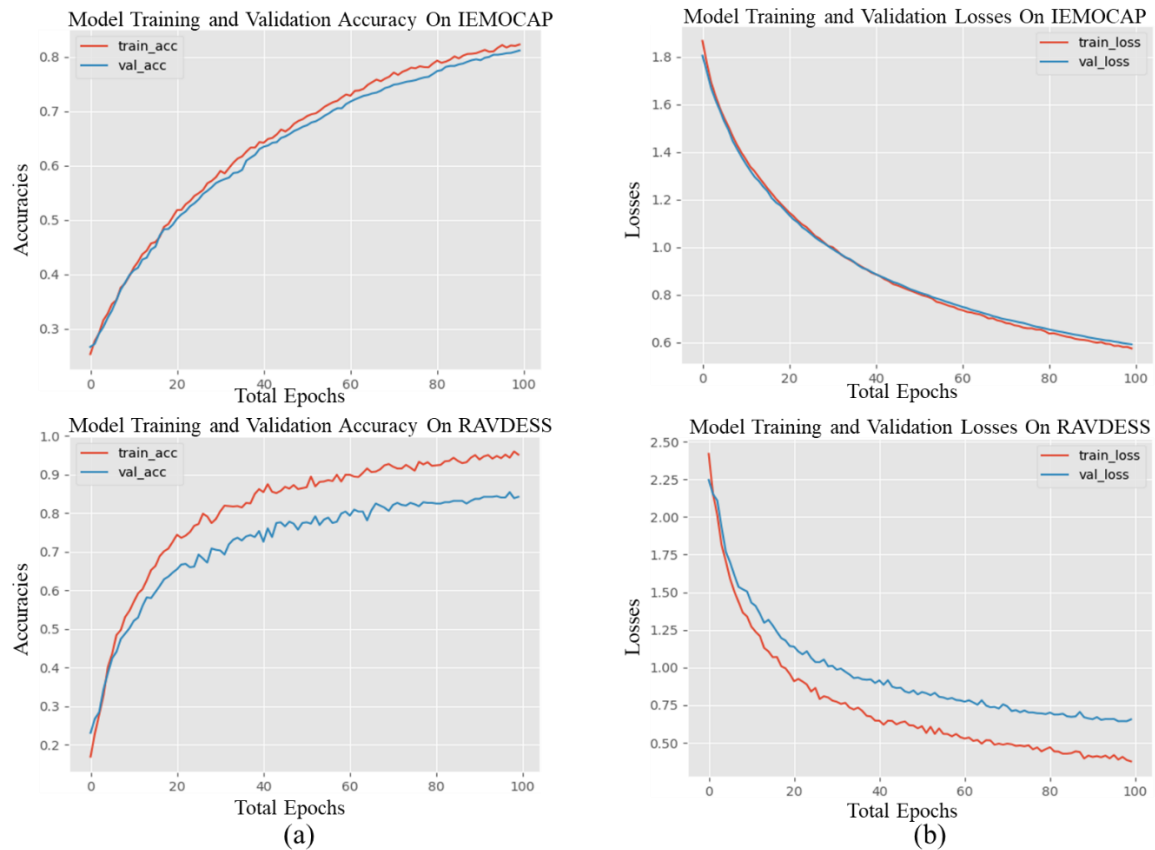 Model Training and Validation Accuracy On IEMOCAP
train_acc
val_acc
0.8
0.7
0.6
0.5
0.4
0.3
Accuracies
0 20 40 60 80 100
Total Epochs
Model Training and Validation Losses On IEMOCAP
train_loss
val_loss
1.8
1.6
1.4
1.2
1.0
0.8
0.6
Losses
0 20 40 60 80 100
Total Epochs
Model Training and Validation Accuracy On RAVDESS
train_acc
val_acc
1.0
0.9
0.8
0.7
0.6
0.5
0.4
0.3
0.2
Accuracies
0 20 40 60 80 100
Total Epochs
(a)
Model Training and Validation Losses On RAVDESS
train_loss
val_loss
2.50
2.25
2.00
1.75
1.50
1.25
1.00
0.75
0.50
Losses
0 20 40 60 80 100
Total Epochs
(b)